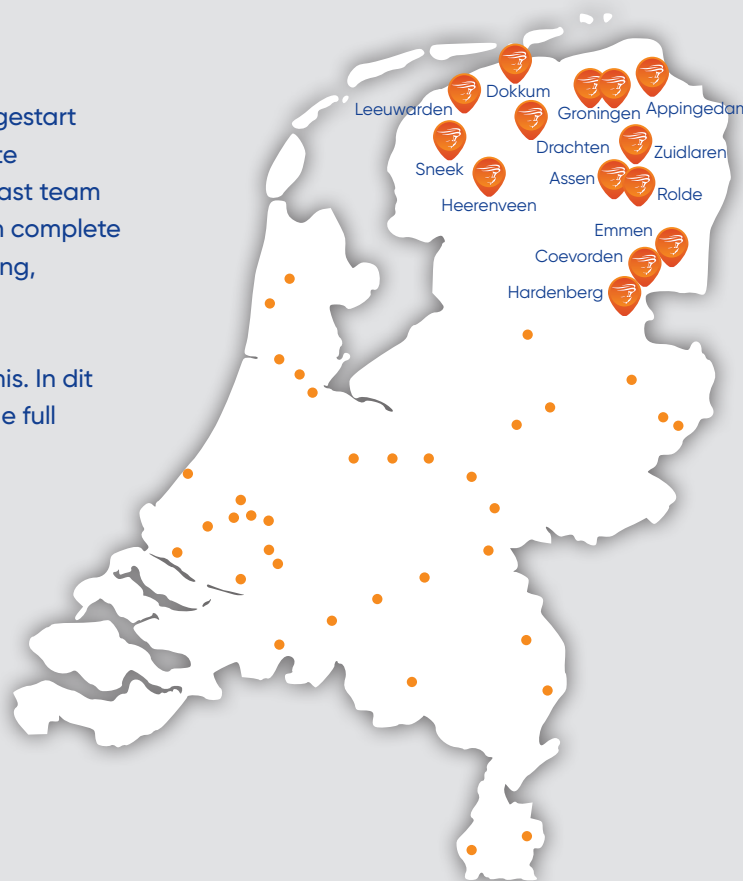 gestart
te
ast team
n complete
ng,
nis. In dit
e full
Dokkum
Leeuwarden
Groningen
Appingedam
Drachten
Zuidlaren
Sneek
Assen
Rolde
Heerenveen
Emmen
Coevorden
Hardenberg